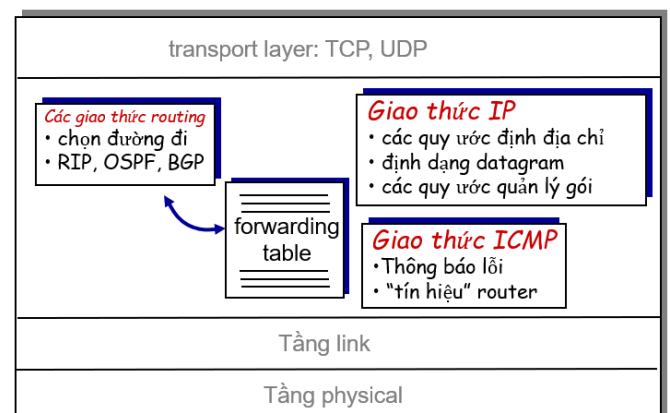 transport layer: TCP, UDP
Các giao thức routing
• chọn đường đi
• RIP, OSPF, BGP
forwarding
table
Giao thức IP
• các quy ước định địa chỉ
• định dạng datagram
• các quy ước quản lý gói
Giao thức ICMP
•Thông báo lỗi
• “tín hiệu” router
Tầng link
Tầng physical